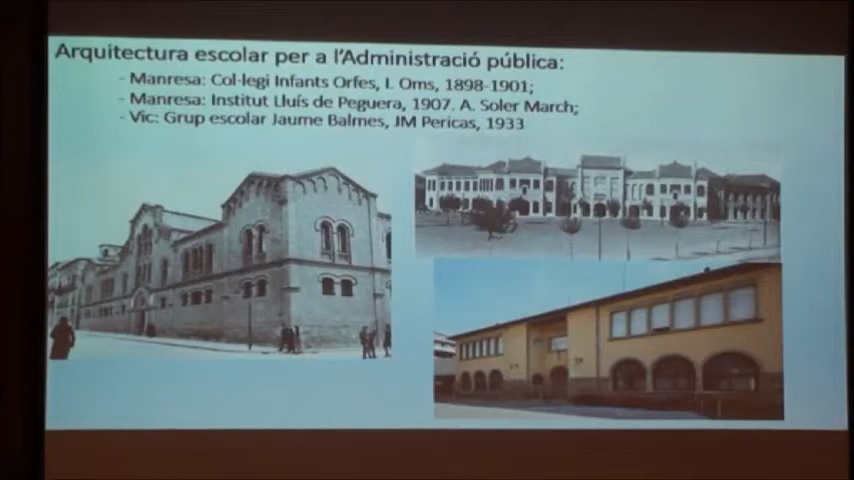 Arquitectura escolar per a l'Administració pública:
- Manresa: Col·legi Infants Orfes, I. Oms, 1898-1901;
- Manresa: Institut Lluís de Peguera, 1907. A. Soler March;
- Vic: Grup escolar Jaume Balmes, JM Pericas, 1933